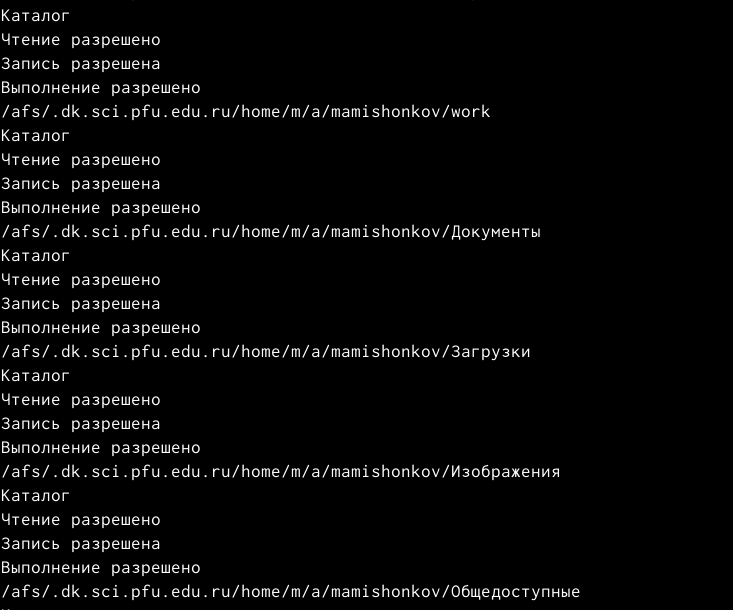 Каталог
Чтение разрешено
Запись разрешена
Выполнение разрешено
/afs/.dk.sci.pfu.edu.ru/home/m/a/mamishonkov/work
Каталог
Чтение разрешено
Запись разрешена
Выполнение разрешено
/afs/.dk.sci.pfu.edu.ru/home/m/a/mamishonkov/Документы
Каталог
Чтение разрешено
Запись разрешена
Выполнение разрешено
/afs/.dk.sci.pfu.edu.ru/home/m/a/mamishonkov/Загрузки
Каталог
Чтение разрешено
Запись разрешена
Выполнение разрешено
/afs/.dk.sci.pfu.edu.ru/home/m/a/mamishonkov/Изображения
Каталог
Чтение разрешено
Запись разрешена
Выполнение разрешено
/afs/.dk.sci.pfu.edu.ru/home/m/a/mamishonkov/Общедоступные